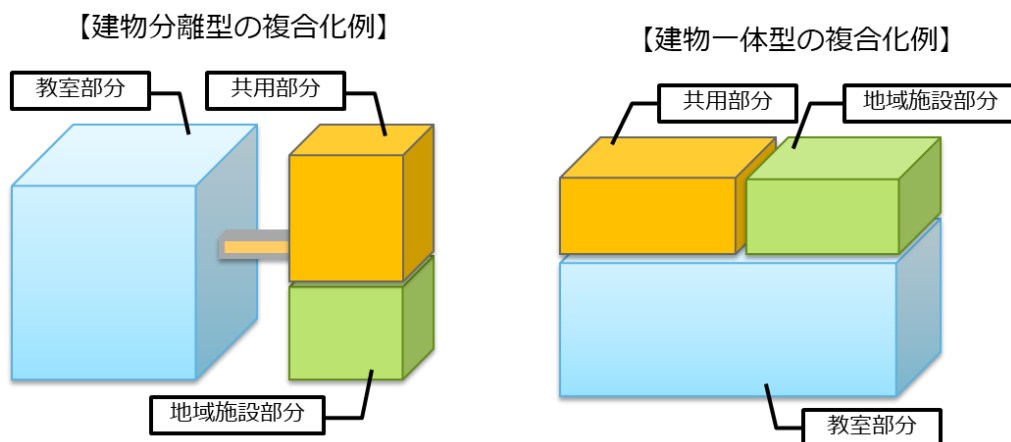 【建物分離型の複合化例】
教室部分
共用部分
地域施設部分
【建物一体型の複合化例】
共用部分
地域施設部分
教室部分